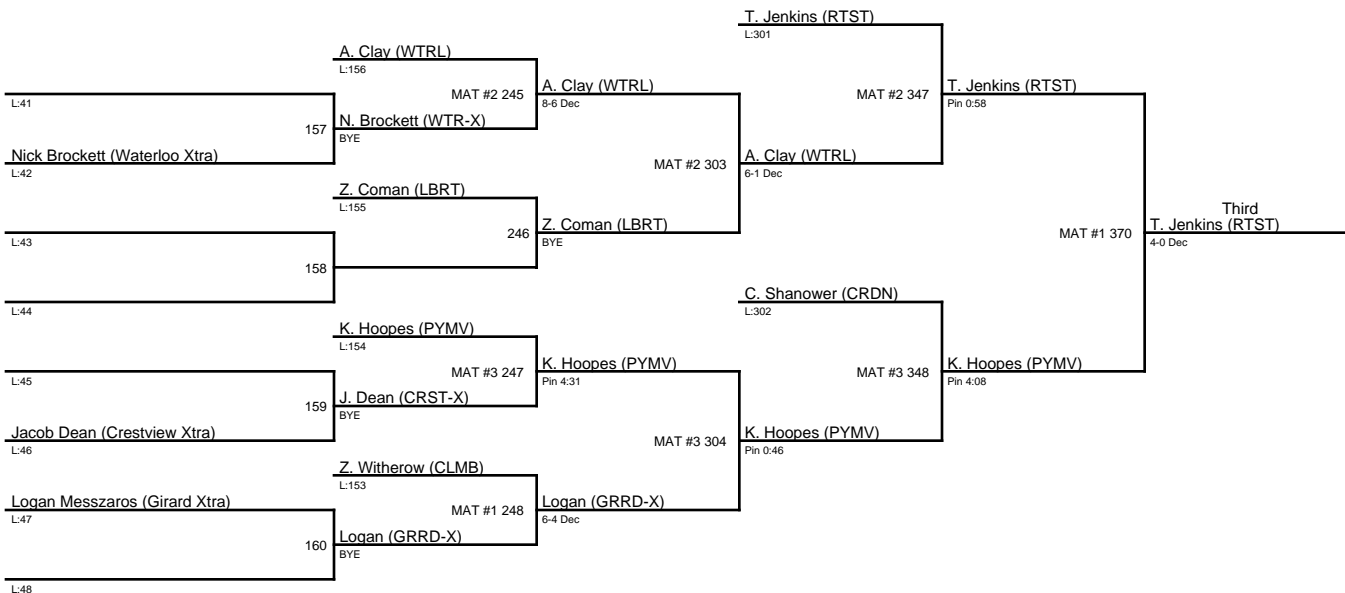 T. Jenkins (RTST)
L:301
A. Clay (WTRL)
L:156
MAT #2 245
A. Clay (WTRL)
8-6 Dec
MAT #2 347
T. Jenkins (RTST)
Pin 0:58
L:41
157
N. Brockett (WTR-X)
BYE
Nick Brockett (Waterloo Xtra)
L:42
MAT #2 303
A. Clay (WTRL)
6-1 Dec
Z. Coman (LBRT)
L:155
Third
L:43
246
Z. Coman (LBRT)
BYE
MAT #1 370
T. Jenkins (RTST)
4-0 Dec
158
L:44
C. Shanower (CRDN)
L:302
K. Hoopes (PYMV)
L:154
L:45
MAT #3 247
K. Hoopes (PYMV)
Pin 4:31
MAT #3 348
K. Hoopes (PYMV)
Pin 4:08
159
J. Dean (CRST-X)
BYE
Jacob Dean (Crestview Xtra)
L:46
MAT #3 304
K. Hoopes (PYMV)
Pin 0:46
Z. Witherow (CLMB)
L:153
Logan Messzaros (Girard Xtra)
L:47
MAT #1 248
Logan (GRRD-X)
6-4 Dec
160
Logan (GRRD-X)
BYE
L:48